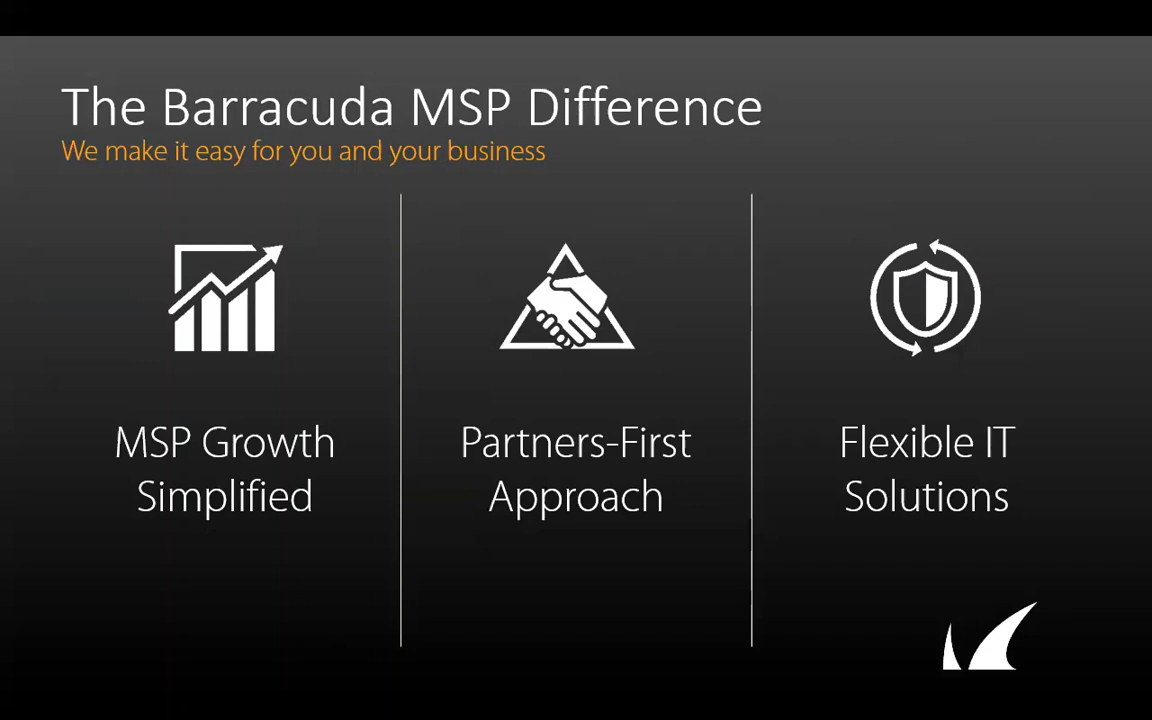 The Barracuda MSP Difference
We make it easy for you and your business
MSP Growth
Simplified
Partners-First
Approach
Flexible IT
Solutions